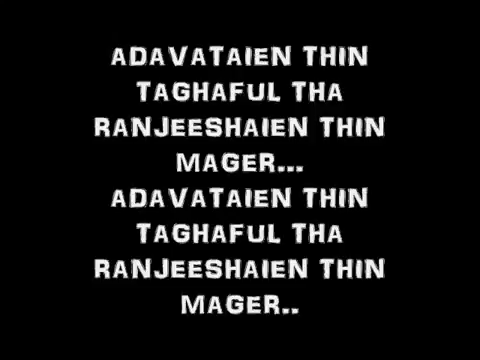 ADAVATAIEN THIN
TAGHAFUL THA
RANJEESHAIEN THIN
MAGER...
ADAVATAIEN THIN
TAGHAFUL THA
RANJEESHAIEN THIN
MAGER..